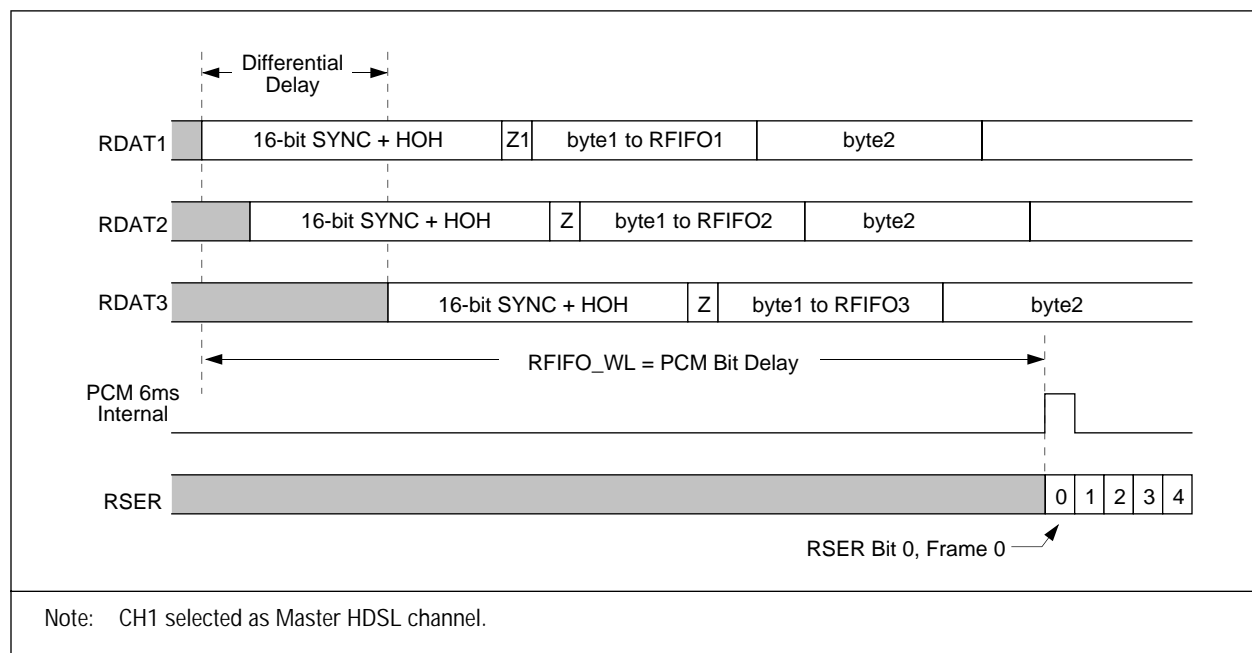 Differential
Delay
RDAT1 16-bit SYNC + HOH Z1 byte1 to RFIFO1 byte2
RDAT2 16-bit SYNC + HOH Z byte1 to RFIFO2 byte2
RDAT3 16-bit SYNC + HOH Z byte1 to RFIFO3 byte2
RFIFO_WL = PCM Bit Delay
PCM 6ms
Internal
RSER 0 1 2 3 4
RSER Bit 0, Frame 0
Note: CH1 selected as Master HDSL channel.